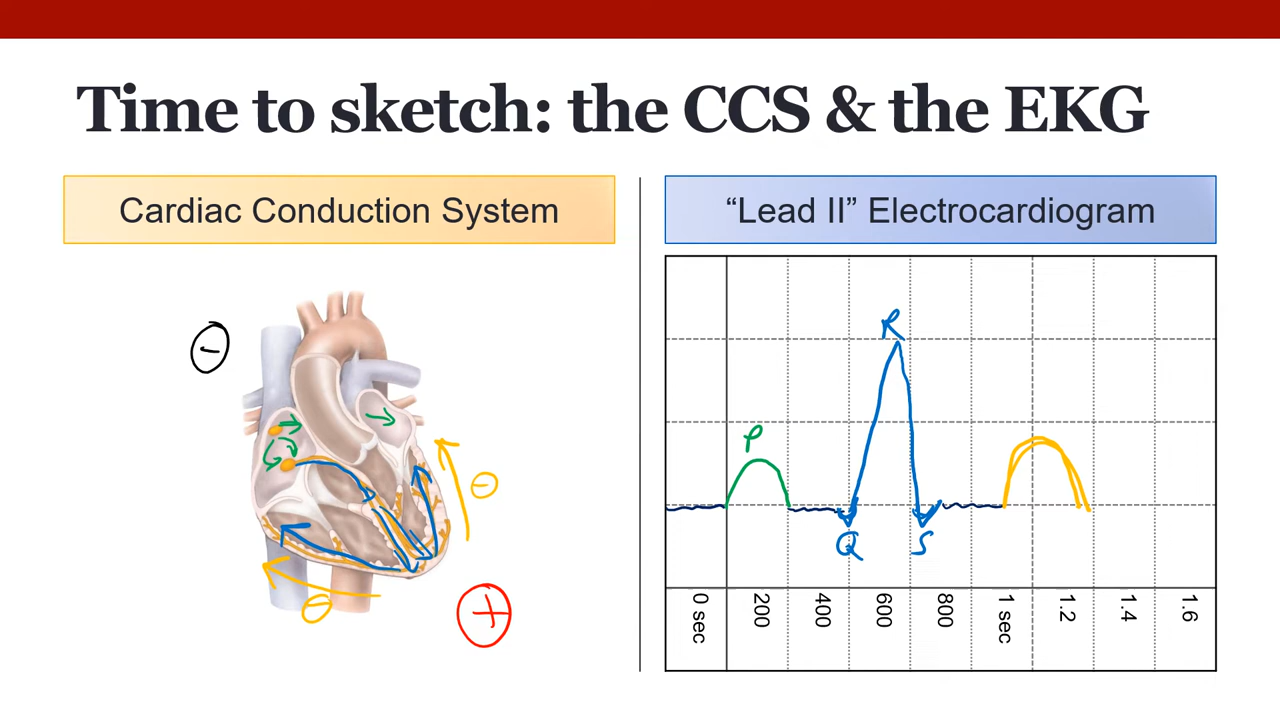 Time to sketch: the CCS & the EKG
Cardiac Conduction System
“Lead II” Electrocardiogram
−
+
−
−
P
R
Q
S
0 sec
200
400
600
800
1 sec
1.2
1.4
1.6